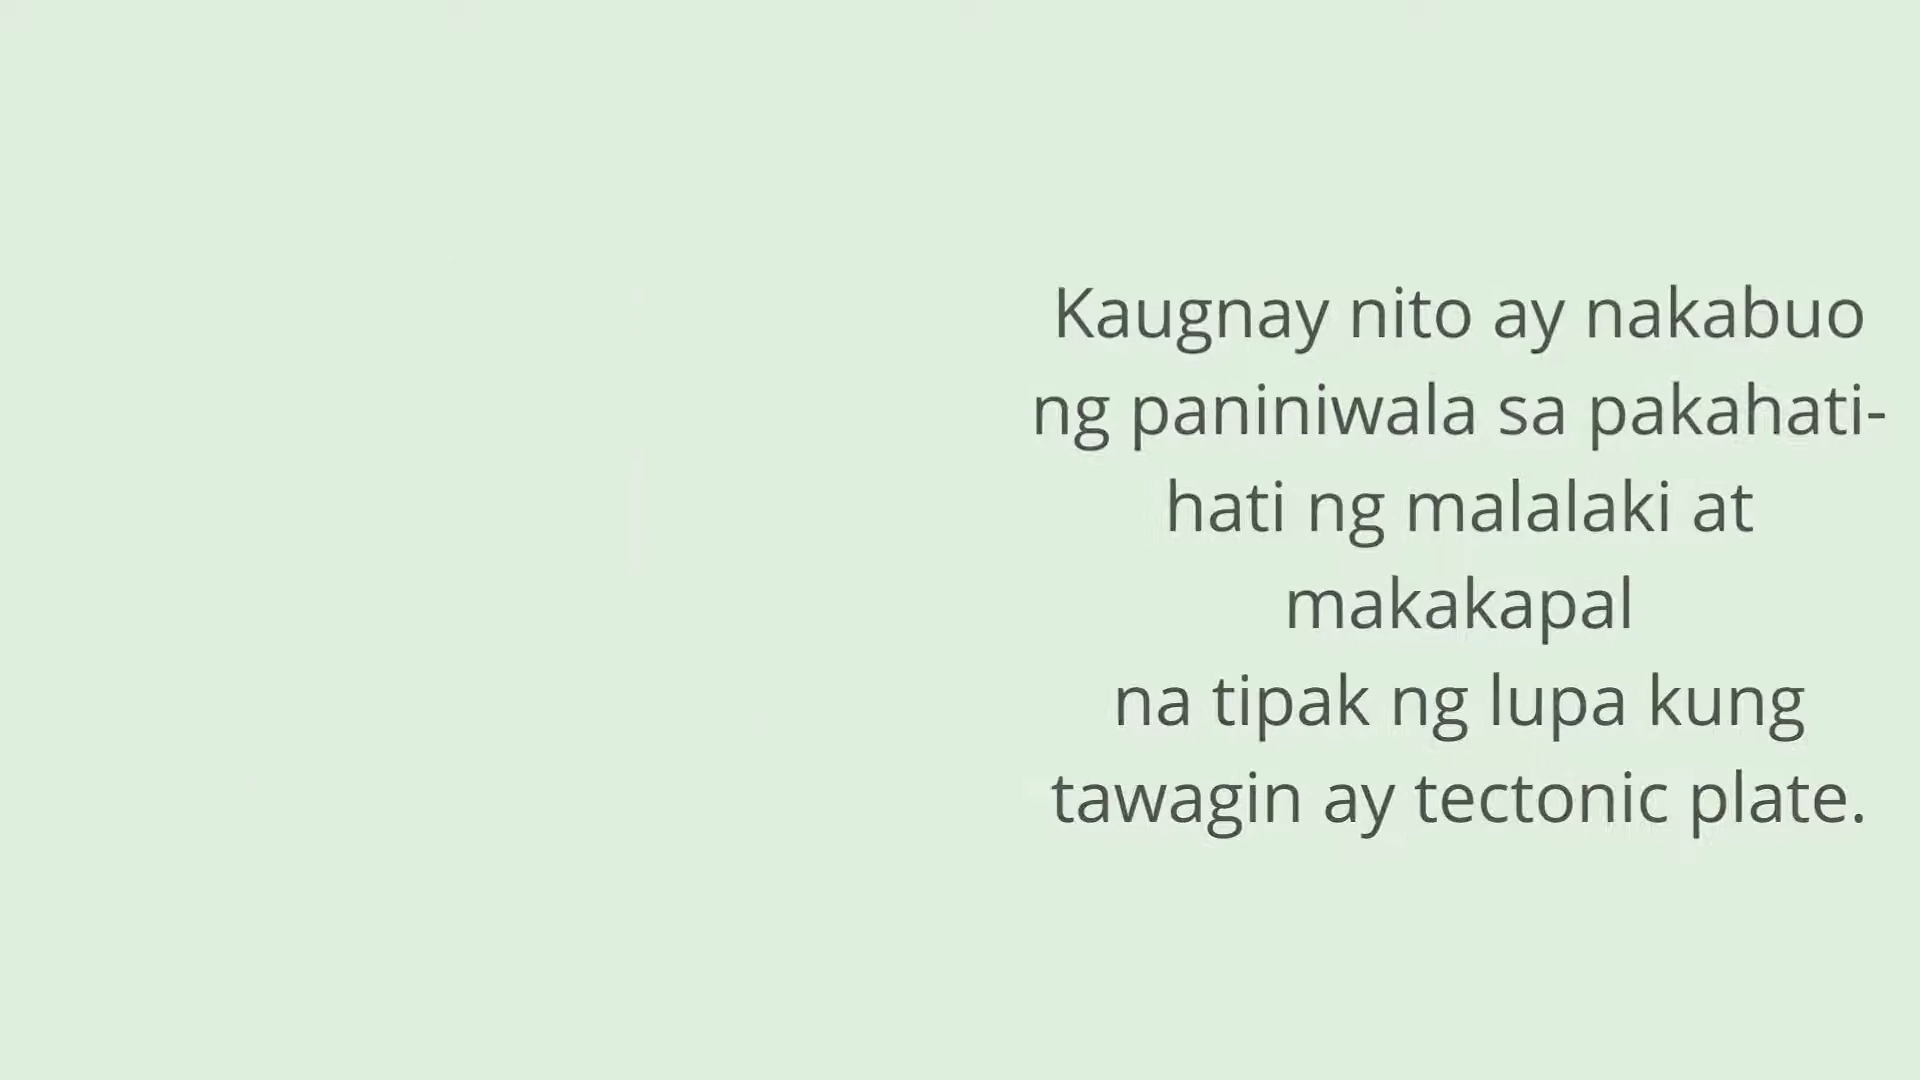 Kaugnay nito ay nakabuo
ng paniniwala sa pakahati-
hati ng malalaki at
makakapal
na tipak ng lupa kung
tawagin ay tectonic plate.